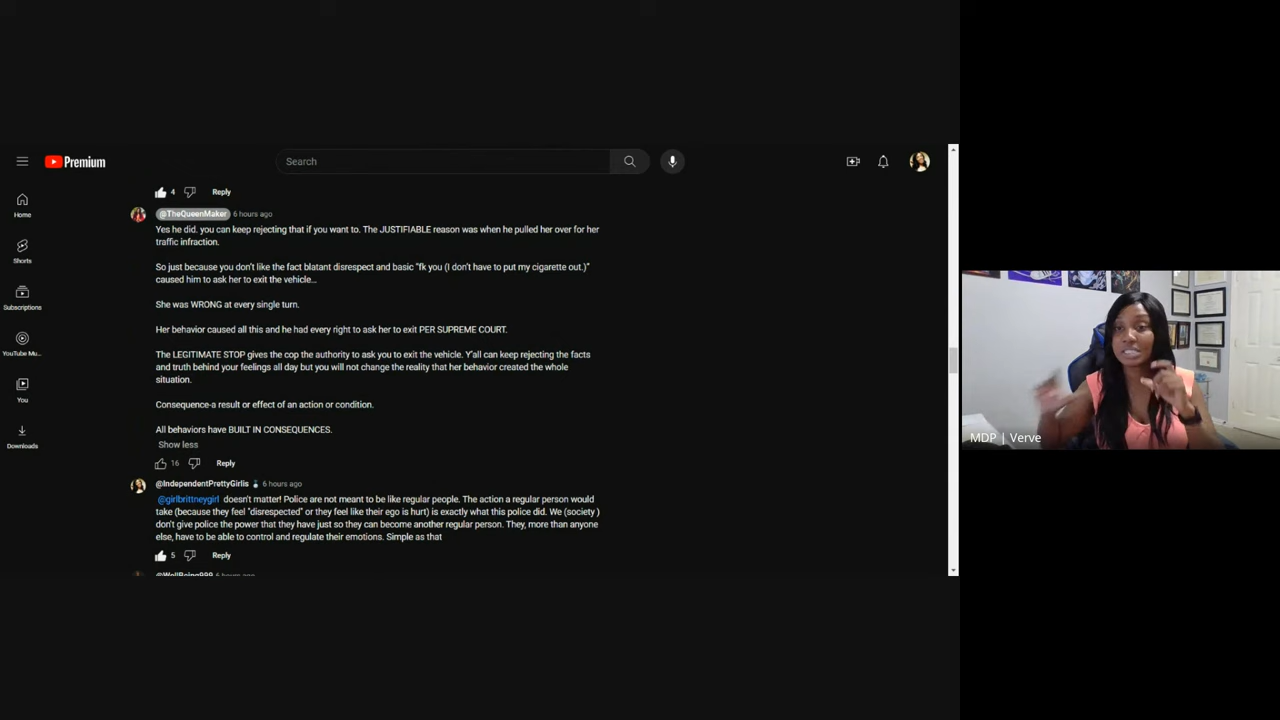 Premium
Search
Home
Shorts
Subscriptions
YouTube Mu...
You
Downloads
4
Reply
@TheQueenMaker 6 hours ago
Yes he did. you can keep rejecting that if you want to. The JUSTIFIABLE reason was when he pulled her over for her
traffic infraction.
So just because you don't like the fact blatant disrespect and basic "fk you (I don't have to put my cigarette out.)"
caused him to ask her to exit the vehicle...
She was WRONG at every single turn.
Her behavior caused all this and he had every right to ask her to exit PER SUPREME COURT.
The LEGITIMATE STOP gives the cop the authority to ask you to exit the vehicle. Y'all can keep rejecting the facts
and truth behind your feelings all day but you will not change the reality that her behavior created the whole
situation.
Consequence-a result or effect of an action or condition.
All behaviors have BUILT IN CONSEQUENCES.
Show less
16
Reply
@IndependentPrettyGirlis 6 hours ago
@girlbrittneygirl doesn't matter! Police are not meant to be like regular people. The action a regular person would
take (because they feel "disrespected" or they feel like their ego is hurt) is exactly what this police did. We (society )
don't give police the power that they have just so they can become another regular person. They, more than anyone
else, have to be able to control and regulate their emotions. Simple as that
5
Reply
@WellBeing999 6 hours ago
MDP | Verve